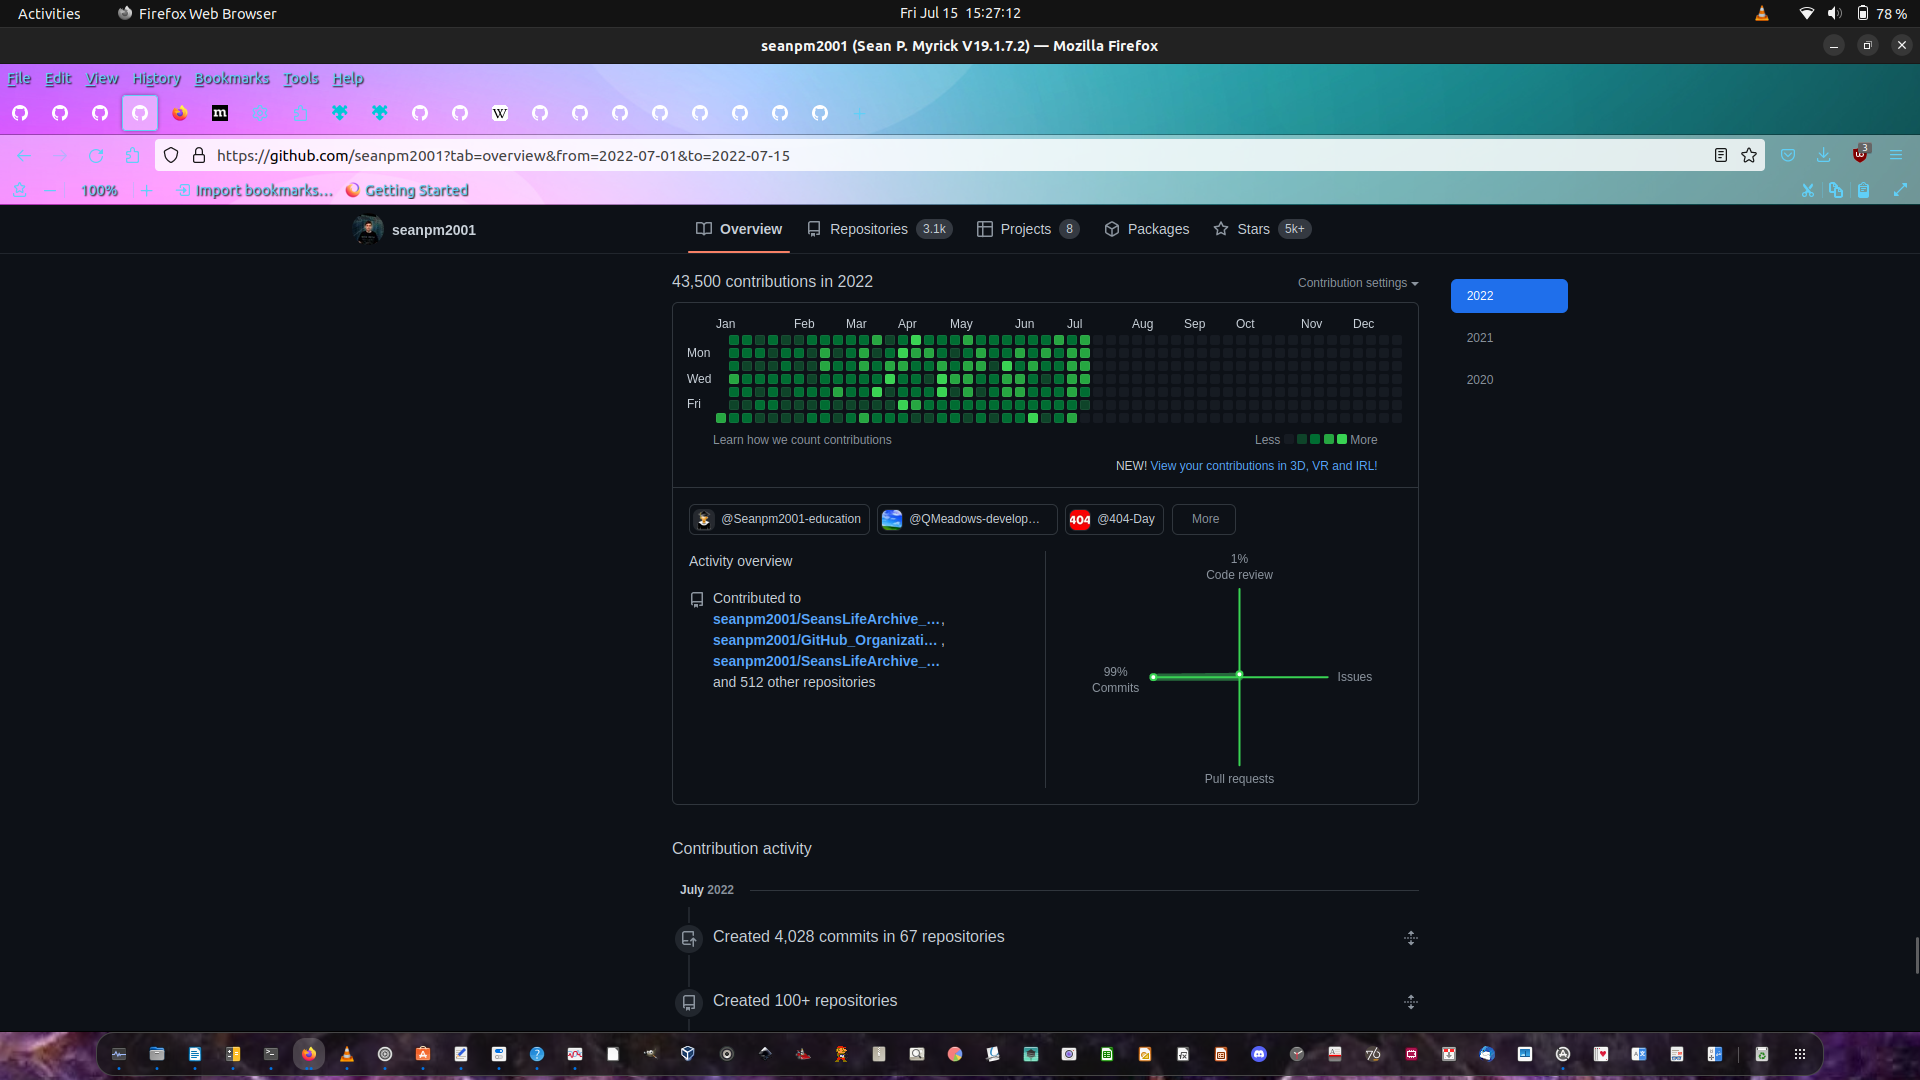 Activities
Firefox Web Browser
Fri Jul 15 15:27:12
78 %
seanpm2001 (Sean P. Myrick V19.1.7.2) — Mozilla Firefox
File Edit View History Bookmarks Tools Help
m
W
https://github.com/seanpm2001?tab=overview&from=2022-07-01&to=2022-07-15
3
100%
Import bookmarks...
Getting Started
seanpm2001
Overview
Repositories 3.1k
Projects 8
Packages
Stars 5k+
43,500 contributions in 2022
Contribution settings
2022
2021
2020
Jan Feb Mar Apr May Jun Jul Aug Sep Oct Nov Dec
Mon
Wed
Fri
Learn how we count contributions
Less More
NEW! View your contributions in 3D, VR and IRL!
@Seanpm2001-education
@QMeadows-develop...
404 @404-Day
More
Activity overview
Contributed to
seanpm2001/SeansLifeArchive_...,
seanpm2001/GitHub_Organizati... ,
seanpm2001/SeansLifeArchive_...
and 512 other repositories
1%
Code review
99%
Commits
Issues
Pull requests
Contribution activity
July 2022
Created 4,028 commits in 67 repositories
Created 100+ repositories